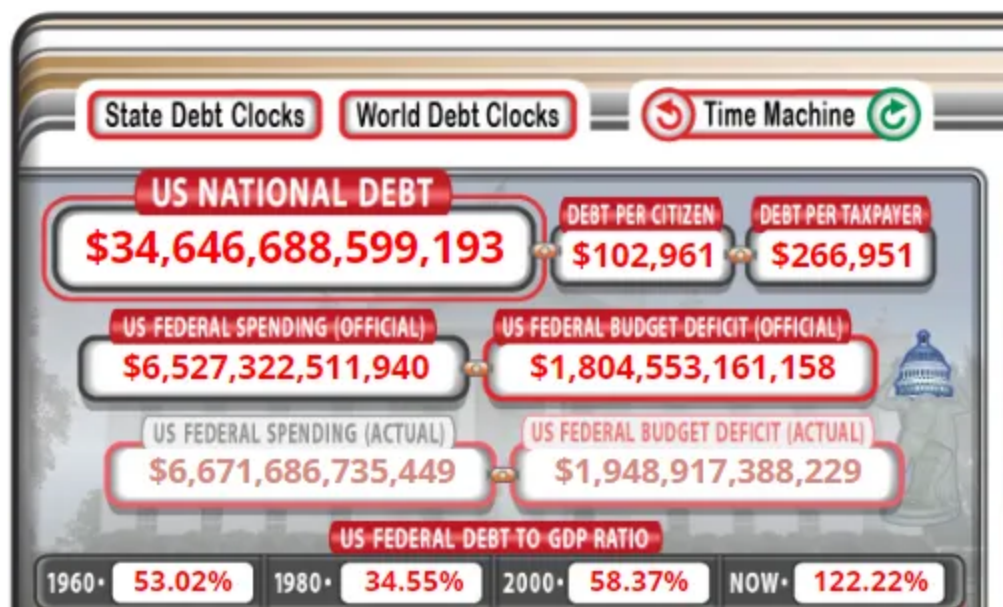 State Debt Clocks World Debt Clocks Time Machine
US NATIONAL DEBT
$34,646,688,599,193
DEBT PER CITIZEN
$102,961
DEBT PER TAXPAYER
$266,951
US FEDERAL SPENDING (OFFICIAL)
$6,527,322,511,940
US FEDERAL BUDGET DEFICIT (OFFICIAL)
$1,804,553,161,158
US FEDERAL SPENDING (ACTUAL)
$6,671,686,735,449
US FEDERAL BUDGET DEFICIT (ACTUAL)
$1,948,917,388,229
US FEDERAL DEBT TO GDP RATIO
1960· 53.02% 1980· 34.55% 2000· 58.37% NOW· 122.22%